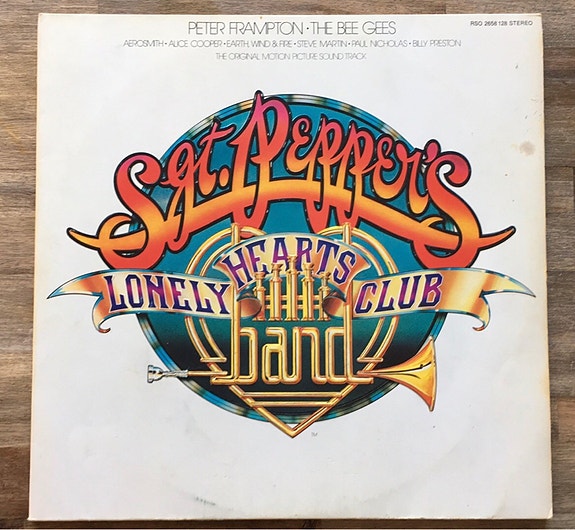 PETER FRAMPTON · THE BEE GEES
RSO 2658 128 STEREO
AEROSMITH • ALICE COOPER • EARTH, WIND & FIRE • STEVE MARTIN • PAUL NICHOLAS • BILLY PRESTON
THE ORIGINAL MOTION PICTURE SOUND TRACK
Sgt. Pepper's
LONELY HEARTS CLUB
band
TM